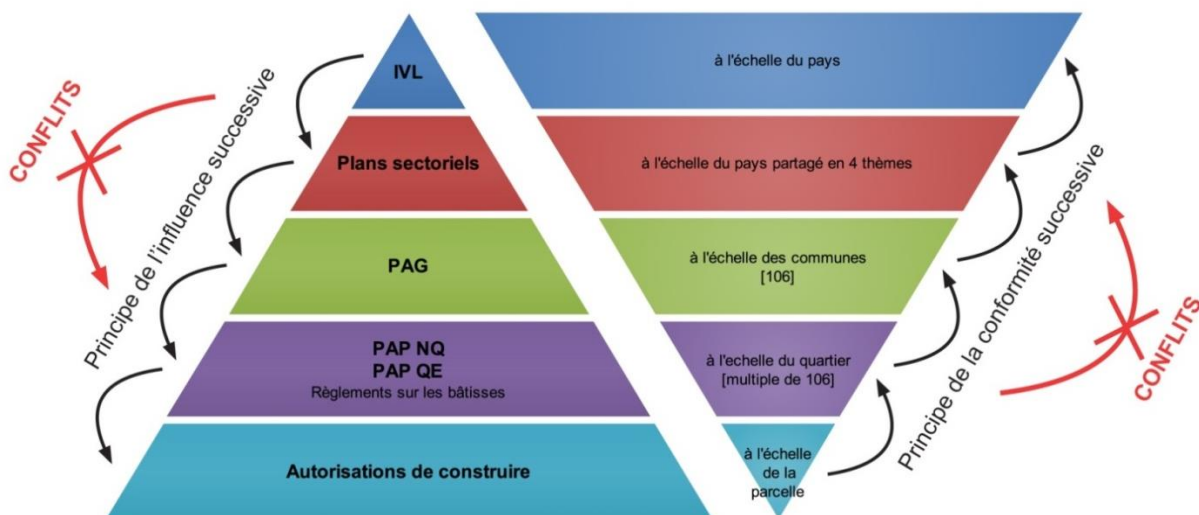 IVL
à l'échelle du pays
Plans sectoriels
à l'échelle du pays partagé en 4 thèmes
PAG
à l'échelle des communes
[106]
PAP NQ
PAP QE
Règlements sur les bâtisses
à l'echelle du quartier
[multiple de 106]
Autorisations de construire
à l'échelle
de la
parcelle
CONFLITS
Principe de l'influence successive
Principe de la conformité successive
CONFLITS